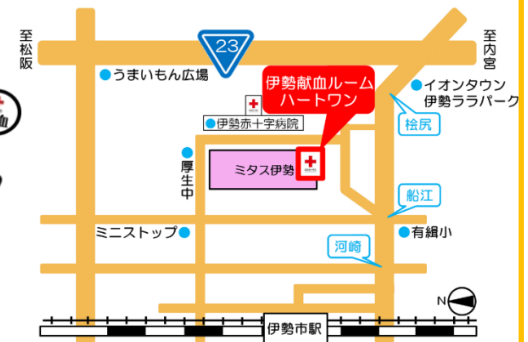 至松阪
23
至内宮
うまいもん広場
伊勢献血ルーム
ハートワン
イオンタウン
伊勢ララパーク
伊勢赤十字病院
桧尻
血
厚生中
ミタス伊勢
船江
ミニストップ
有緝小
河崎
N
伊勢市駅